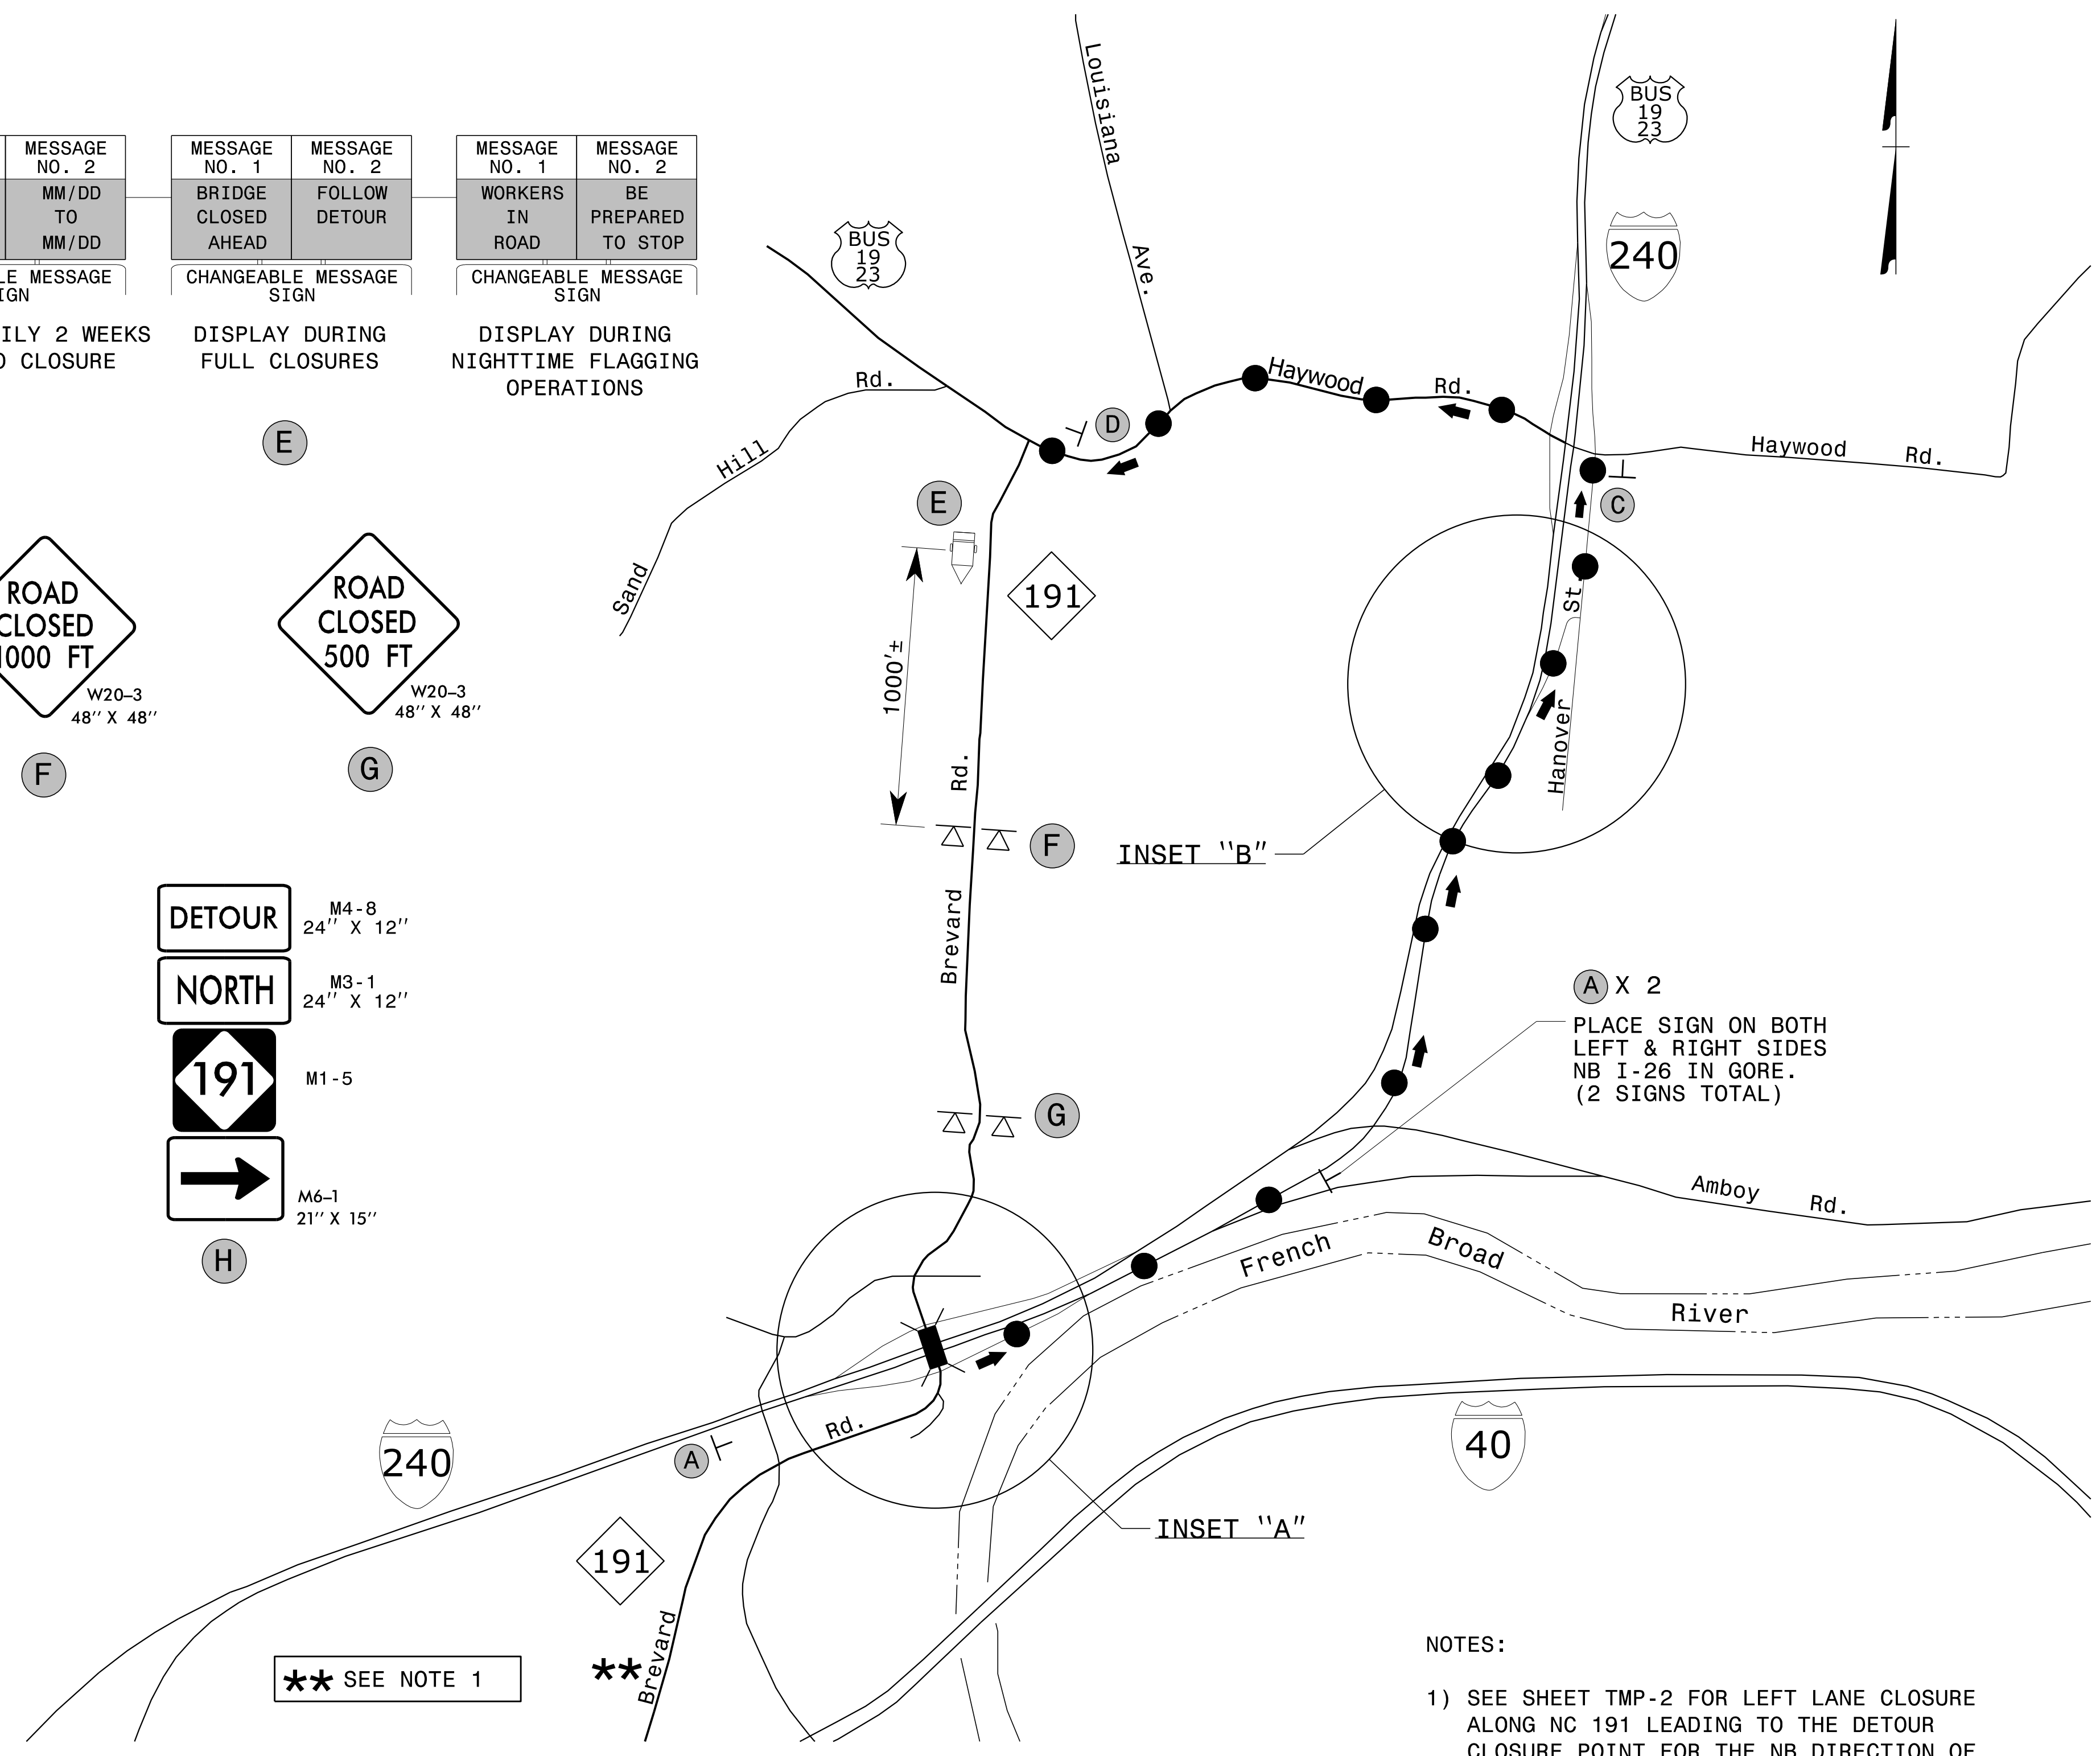 MESSAGE
NO. 2
MM/DD
TO
MM/DD
LE MESSAGE
IGN
ILY 2 WEEKS
O CLOSURE
MESSAGE
NO. 1
MESSAGE
NO. 2
BRIDGE
CLOSED
AHEAD
FOLLOW
DETOUR
CHANGEABLE MESSAGE
SIGN
DISPLAY DURING
FULL CLOSURES
MESSAGE
NO. 1
MESSAGE
NO. 2
WORKERS
IN
ROAD
BE
PREPARED
TO STOP
CHANGEABLE MESSAGE
SIGN
DISPLAY DURING
NIGHTTIME FLAGGING
OPERATIONS
E
ROAD
CLOSED
1000 FT
W20-3
48" X 48"
F
ROAD
CLOSED
500 FT
W20-3
48" X 48"
G
DETOUR
M4-8
24" X 12"
NORTH
M3-1
24" X 12"
191
M1-5
M6-1
21" X 15"
H
Louisiana
Ave.
BUS
19
23
BUS
19
23
240
Haywood
Rd.
Haywood
Rd.
Rd.
Hill
Sand
D
C
E
191
1000'±
Rd.
Brevard
F
G
St.
Hanover
INSET "B"
A X 2
PLACE SIGN ON BOTH
LEFT & RIGHT SIDES
NB I-26 IN GORE.
(2 SIGNS TOTAL)
Amboy
Rd.
French
Broad
River
240
A
Rd.
40
INSET "A"
191
Brevard
**
** SEE NOTE 1
NOTES:
1) SEE SHEET TMP-2 FOR LEFT LANE CLOSURE
ALONG NC 191 LEADING TO THE DETOUR
CLOSURE POINT FOR THE NB DIRECTION OF